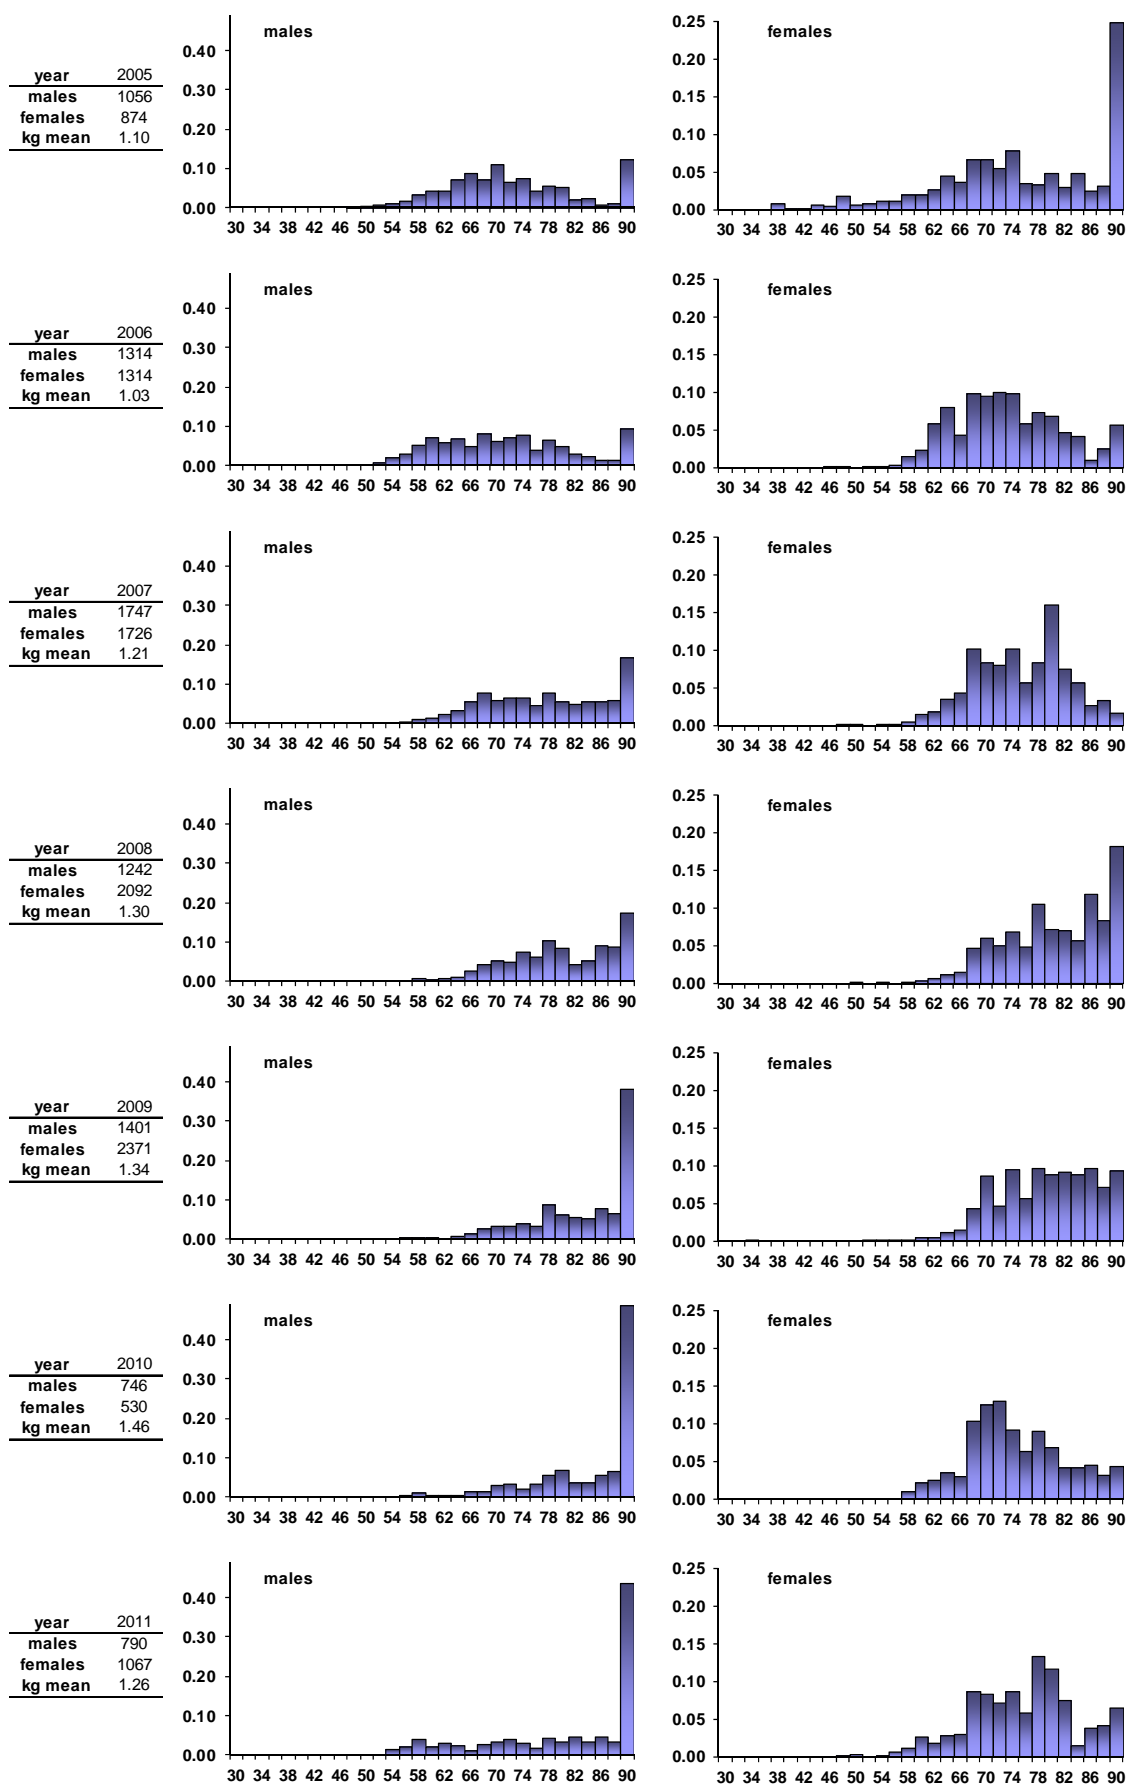 males
females
0.40
0.30
0.20
0.10
0.00
0.25
0.20
0.15
0.10
0.05
0.00
year 2005
males 1056
females 874
kg mean 1.10
30 34 38 42 46 50 54 58 62 66 70 74 78 82 86 90
30 34 38 42 46 50 54 58 62 66 70 74 78 82 86 90
males
females
0.40
0.30
0.20
0.10
0.00
0.25
0.20
0.15
0.10
0.05
0.00
year 2006
males 1314
females 1314
kg mean 1.03
30 34 38 42 46 50 54 58 62 66 70 74 78 82 86 90
30 34 38 42 46 50 54 58 62 66 70 74 78 82 86 90
males
females
0.40
0.30
0.20
0.10
0.00
0.25
0.20
0.15
0.10
0.05
0.00
year 2007
males 1747
females 1726
kg mean 1.21
30 34 38 42 46 50 54 58 62 66 70 74 78 82 86 90
30 34 38 42 46 50 54 58 62 66 70 74 78 82 86 90
males
females
0.40
0.30
0.20
0.10
0.00
0.25
0.20
0.15
0.10
0.05
0.00
year 2008
males 1242
females 2092
kg mean 1.30
30 34 38 42 46 50 54 58 62 66 70 74 78 82 86 90
30 34 38 42 46 50 54 58 62 66 70 74 78 82 86 90
males
females
0.40
0.30
0.20
0.10
0.00
0.25
0.20
0.15
0.10
0.05
0.00
year 2009
males 1401
females 2371
kg mean 1.34
30 34 38 42 46 50 54 58 62 66 70 74 78 82 86 90
30 34 38 42 46 50 54 58 62 66 70 74 78 82 86 90
males
females
0.40
0.30
0.20
0.10
0.00
0.25
0.20
0.15
0.10
0.05
0.00
year 2010
males 746
females 530
kg mean 1.46
30 34 38 42 46 50 54 58 62 66 70 74 78 82 86 90
30 34 38 42 46 50 54 58 62 66 70 74 78 82 86 90
males
females
0.40
0.30
0.20
0.10
0.00
0.25
0.20
0.15
0.10
0.05
0.00
year 2011
males 790
females 1067
kg mean 1.26
30 34 38 42 46 50 54 58 62 66 70 74 78 82 86 90
30 34 38 42 46 50 54 58 62 66 70 74 78 82 86 90